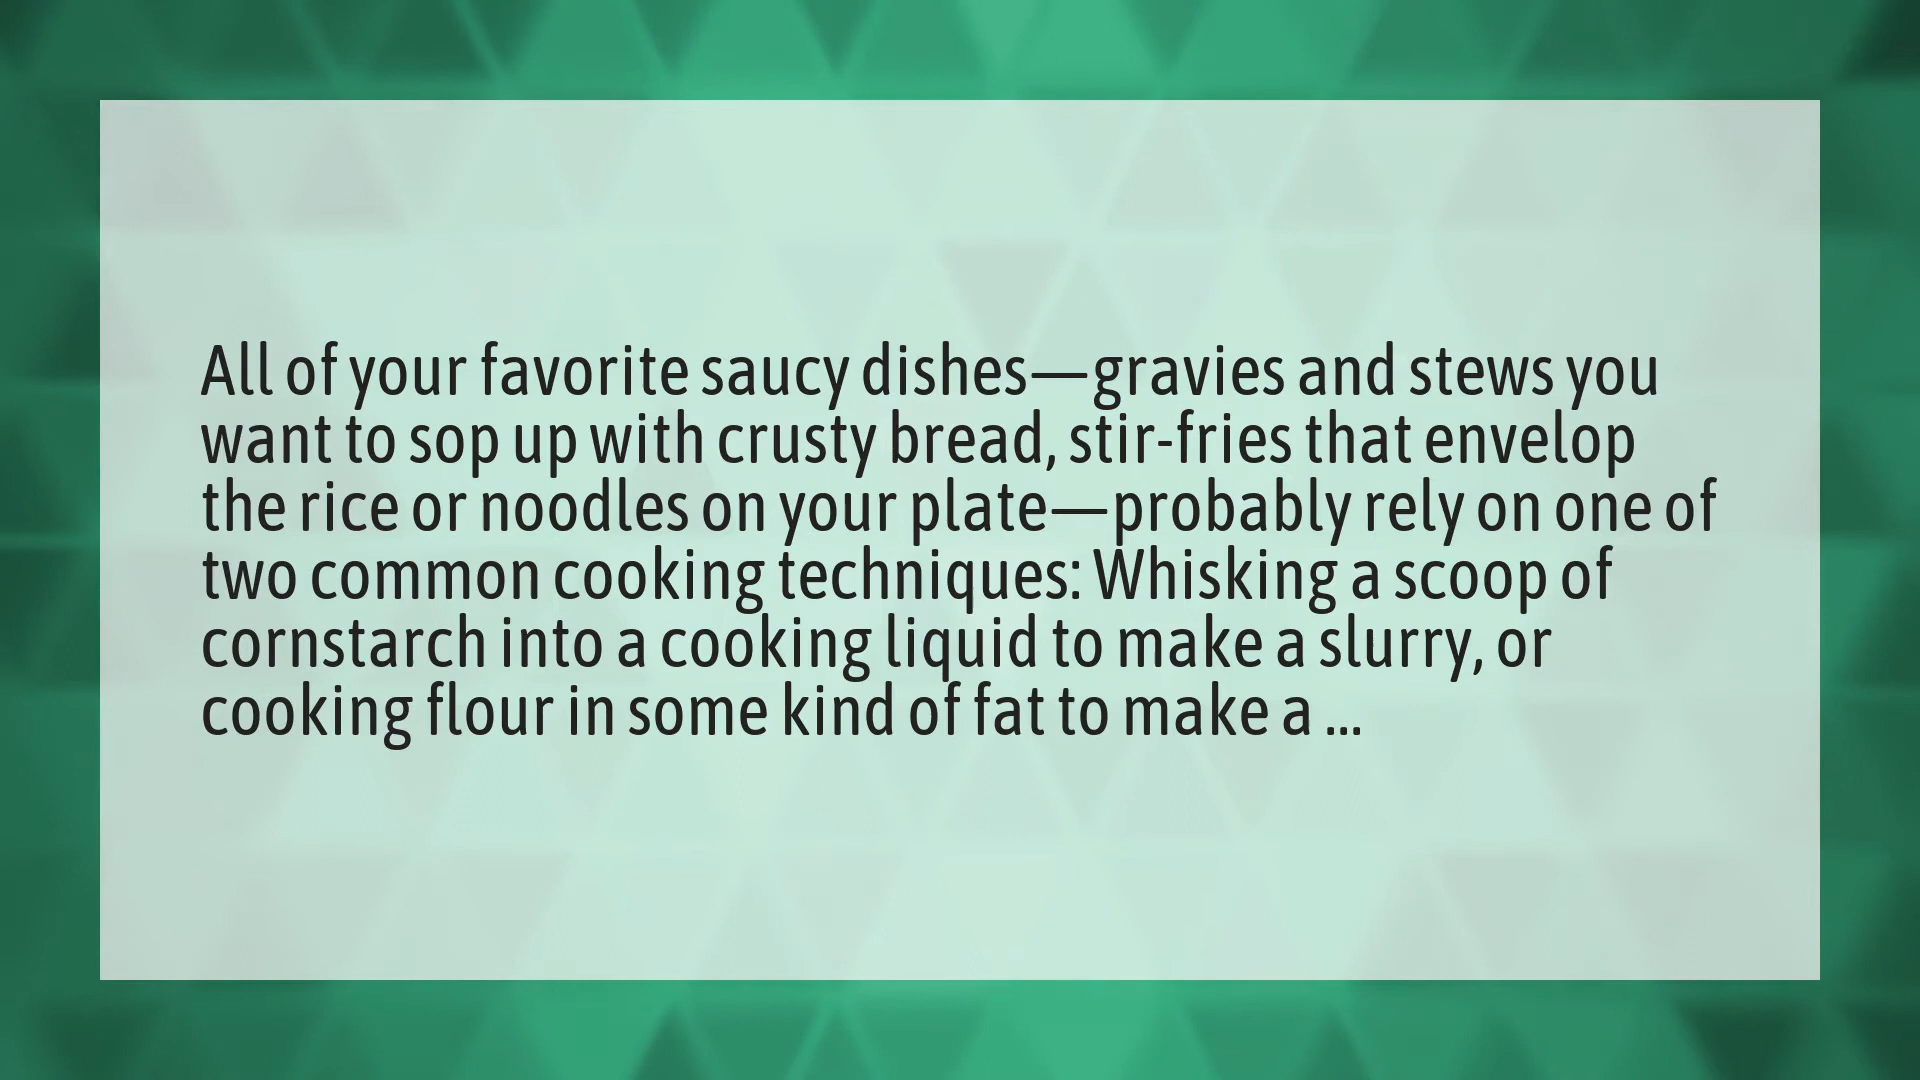 All of your favorite saucy dishes—gravies and stews you
want to sop up with crusty bread, stir-fries that envelop
the rice or noodles on your plate—probably rely on one of
two common cooking techniques: Whisking a scoop of
cornstarch into a cooking liquid to make a slurry, or
cooking flour in some kind of fat to make a ...